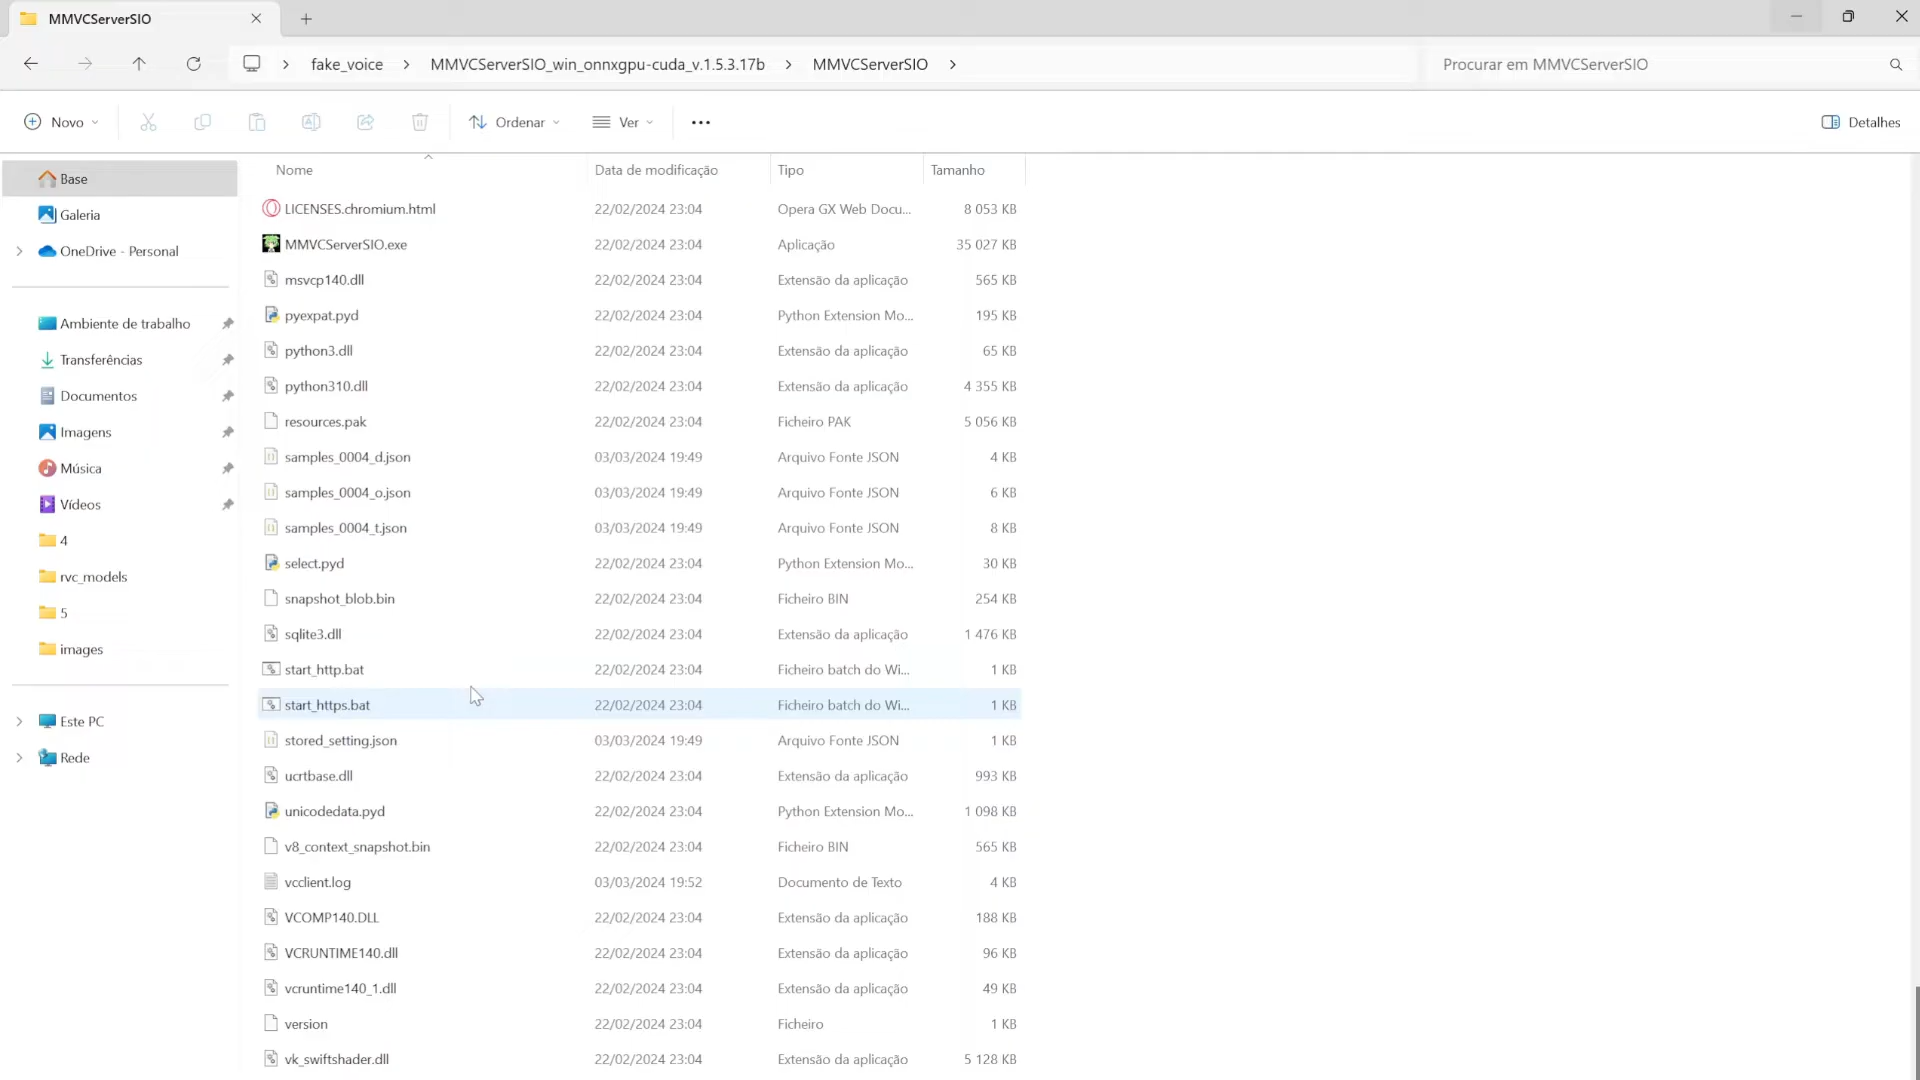 MMVCServerSIO
fake_voice
MMVCServerSIO_win_onnxgpu-cuda_v.1.5.3.17b
MMVCServerSIO
Procurar em MMVCServerSIO
Novo
Ordenar
Ver
Detalhes
Base
Galeria
OneDrive - Personal
Ambiente de trabalho
Transferências
Documentos
Imagens
Música
Vídeos
4
rvc_models
5
images
Este PC
Rede
Nome Data de modificação Tipo Tamanho
LICENSES.chromium.html 22/02/2024 23:04 Opera GX Web Docu... 8 053 KB
MMVCServerSIO.exe 22/02/2024 23:04 Aplicação 35 027 KB
msvcp140.dll 22/02/2024 23:04 Extensão da aplicação 565 KB
pyexpat.pyd 22/02/2024 23:04 Python Extension Mo... 195 KB
python3.dll 22/02/2024 23:04 Extensão da aplicação 65 KB
python310.dll 22/02/2024 23:04 Extensão da aplicação 4 355 KB
resources.pak 22/02/2024 23:04 Ficheiro PAK 5 056 KB
samples_0004_d.json 03/03/2024 19:49 Arquivo Fonte JSON 4 KB
samples_0004_o.json 03/03/2024 19:49 Arquivo Fonte JSON 6 KB
samples_0004_t.json 03/03/2024 19:49 Arquivo Fonte JSON 8 KB
select.pyd 22/02/2024 23:04 Python Extension Mo... 30 KB
snapshot_blob.bin 22/02/2024 23:04 Ficheiro BIN 254 KB
sqlite3.dll 22/02/2024 23:04 Extensão da aplicação 1 476 KB
start_http.bat 22/02/2024 23:04 Ficheiro batch do Wi... 1 KB
start_https.bat 22/02/2024 23:04 Ficheiro batch do Wi... 1 KB
stored_setting.json 03/03/2024 19:49 Arquivo Fonte JSON 1 KB
ucrtbase.dll 22/02/2024 23:04 Extensão da aplicação 993 KB
unicodedata.pyd 22/02/2024 23:04 Python Extension Mo... 1 098 KB
v8_context_snapshot.bin 22/02/2024 23:04 Ficheiro BIN 565 KB
vcclient.log 03/03/2024 19:52 Documento de Texto 4 KB
VCOMP140.DLL 22/02/2024 23:04 Extensão da aplicação 188 KB
VCRUNTIME140.dll 22/02/2024 23:04 Extensão da aplicação 96 KB
vcruntime140_1.dll 22/02/2024 23:04 Extensão da aplicação 49 KB
version 22/02/2024 23:04 Ficheiro 1 KB
vk_swiftshader.dll 22/02/2024 23:04 Extensão da aplicação 5 128 KB